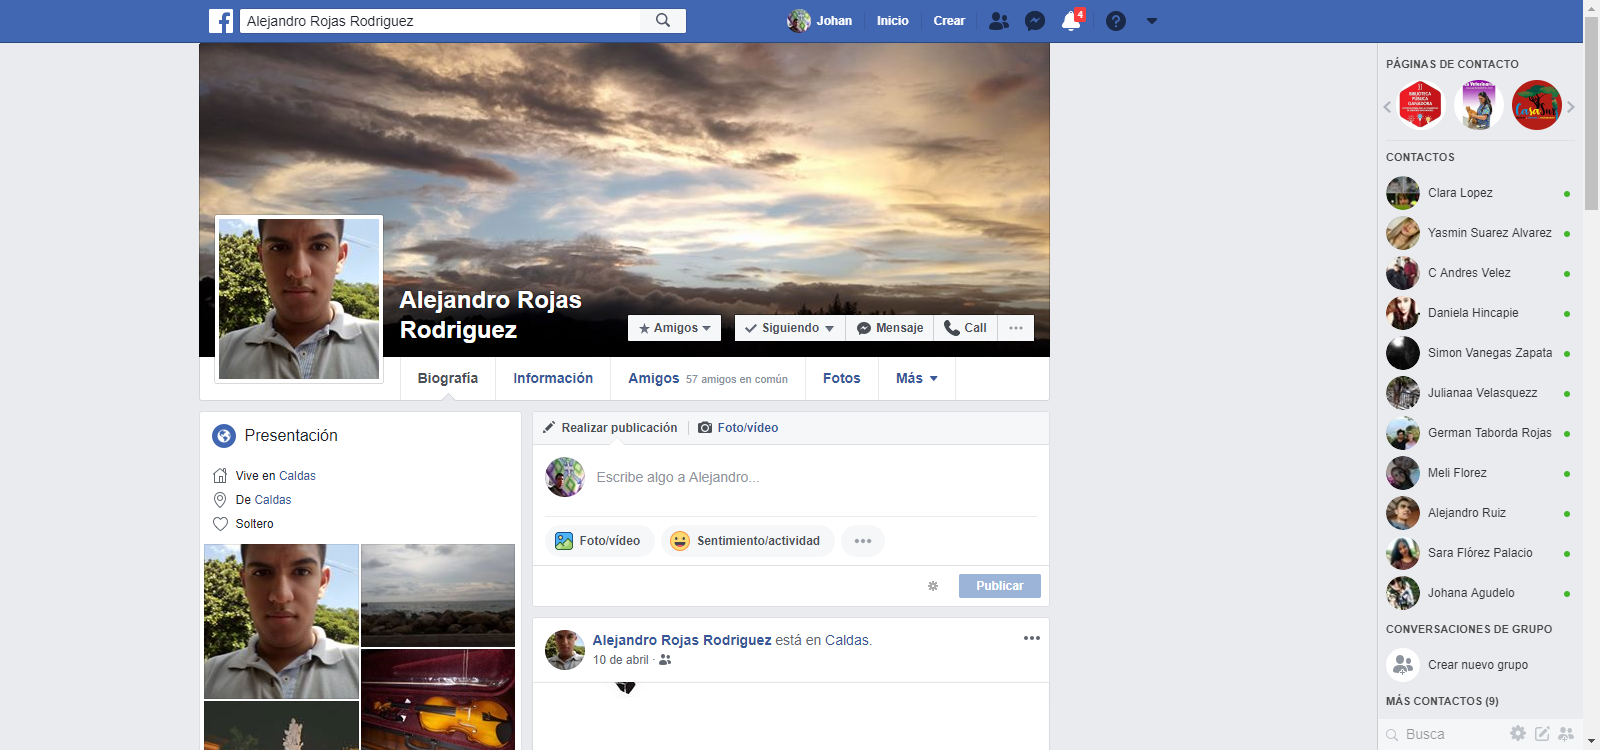 Alejandro Rojas Rodriguez
Johan
Inicio
Crear
4
Alejandro Rojas
Rodriguez
Amigos
Siguiendo
Mensaje
Call
Biografía
Información
Amigos 57 amigos en común
Fotos
Más
Presentación
Vive en Caldas
De Caldas
Soltero
Realizar publicación
Foto/vídeo
Escribe algo a Alejandro...
Foto/vídeo
Sentimiento/actividad
Publicar
Alejandro Rojas Rodriguez está en Caldas.
10 de abril ·
PÁGINAS DE CONTACTO
BIBLIOTECA
PÚBLICA
GANADORA
CasaSur
CONTACTOS
Clara Lopez
Yasmin Suarez Alvarez
C Andres Velez
Daniela Hincapie
Simon Vanegas Zapata
Julianaa Velasquezz
German Taborda Rojas
Meli Florez
Alejandro Ruiz
Sara Flórez Palacio
Johana Agudelo
CONVERSACIONES DE GRUPO
Crear nuevo grupo
MÁS CONTACTOS (9)
Busca